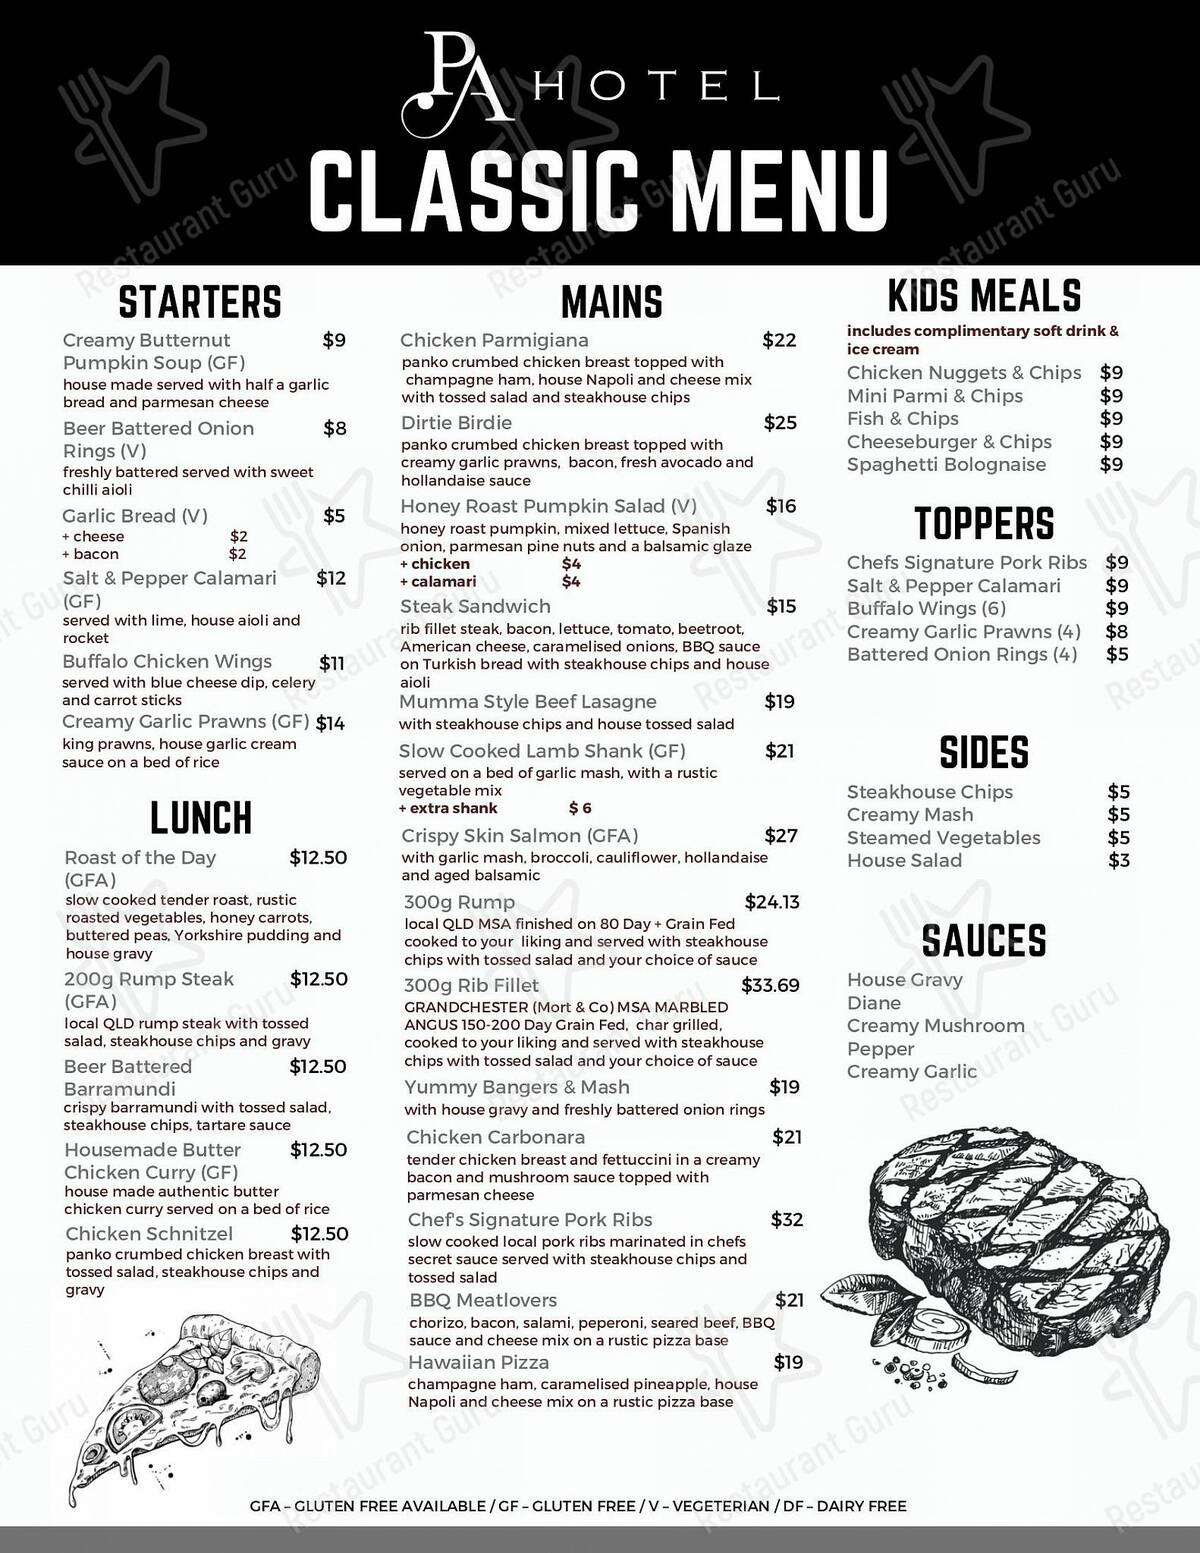 PA HOTEL
CLASSIC MENU
STARTERS
Creamy Butternut $9
Pumpkin Soup (GF)
house made served with half a garlic
bread and parmesan cheese
Beer Battered Onion $8
Rings (V)
freshly battered served with sweet
chilli aioli
Garlic Bread (V) $5
+ cheese $2
+ bacon $2
Salt & Pepper Calamari $12
(GF)
served with lime, house aioli and
rocket
Buffalo Chicken Wings $11
served with blue cheese dip, celery
and carrot sticks
Creamy Garlic Prawns (GF) $14
king prawns, house garlic cream
sauce on a bed of rice
LUNCH
Roast of the Day $12.50
(GFA)
slow cooked tender roast, rustic
roasted vegetables, honey carrots,
buttered peas, Yorkshire pudding and
house gravy
200g Rump Steak $12.50
(GFA)
local QLD rump steak with tossed
salad, steakhouse chips and gravy
Beer Battered $12.50
Barramundi
crispy barramundi with tossed salad,
steakhouse chips, tartare sauce
Housemade Butter $12.50
Chicken Curry (GF)
house made authentic butter
chicken curry served on a bed of rice
Chicken Schnitzel $12.50
panko crumbed chicken breast with
tossed salad, steakhouse chips and
gravy
MAINS
Chicken Parmigiana $22
panko crumbed chicken breast topped with
champagne ham, house Napoli and cheese mix
with tossed salad and steakhouse chips
Dirtie Birdie $25
panko crumbed chicken breast topped with
creamy garlic prawns, bacon, fresh avocado and
hollandaise sauce
Honey Roast Pumpkin Salad (V) $16
honey roast pumpkin, mixed lettuce, Spanish
onion, parmesan pine nuts and a balsamic glaze
+ chicken $4
+ calamari $4
Steak Sandwich $15
rib fillet steak, bacon, lettuce, tomato, beetroot,
American cheese, caramelised onions, BBQ sauce
on Turkish bread with steakhouse chips and house
aioli
Mumma Style Beef Lasagne $19
with steakhouse chips and house tossed salad
Slow Cooked Lamb Shank (GF) $21
served on a bed of garlic mash, with a rustic
vegetable mix
+ extra shank $ 6
Crispy Skin Salmon (GFA) $27
with garlic mash, broccoli, cauliflower, hollandaise
and aged balsamic
300g Rump $24.13
local QLD MSA finished on 80 Day + Grain Fed
cooked to your liking and served with steakhouse
chips with tossed salad and your choice of sauce
300g Rib Fillet $33.69
GRANDCHESTER (Mort & Co) MSA MARBLED
ANGUS 150-200 Day Grain Fed, char grilled,
cooked to your liking and served with steakhouse
chips with tossed salad and your choice of sauce
Yummy Bangers & Mash $19
with house gravy and freshly battered onion rings
Chicken Carbonara $21
tender chicken breast and fettuccini in a creamy
bacon and mushroom sauce topped with
parmesan cheese
Chef's Signature Pork Ribs $32
slow cooked local pork ribs marinated in chefs
secret sauce served with steakhouse chips and
tossed salad
BBQ Meatlovers $21
chorizo, bacon, salami, peperoni, seared beef, BBQ
sauce and cheese mix on a rustic pizza base
Hawaiian Pizza $19
champagne ham, caramelised pineapple, house
Napoli and cheese mix on a rustic pizza base
KIDS MEALS
includes complimentary soft drink &
ice cream
Chicken Nuggets & Chips $9
Mini Parmi & Chips $9
Fish & Chips $9
Cheeseburger & Chips $9
Spaghetti Bolognaise $9
TOPPERS
Chefs Signature Pork Ribs $9
Salt & Pepper Calamari $9
Buffalo Wings (6) $9
Creamy Garlic Prawns (4) $8
Battered Onion Rings (4) $5
SIDES
Steakhouse Chips $5
Creamy Mash $5
Steamed Vegetables $5
House Salad $3
SAUCES
House Gravy
Diane
Creamy Mushroom
Pepper
Creamy Garlic
GFA – GLUTEN FREE AVAILABLE / GF – GLUTEN FREE / V – VEGETERIAN / DF – DAIRY FREE
Restaurant Guru